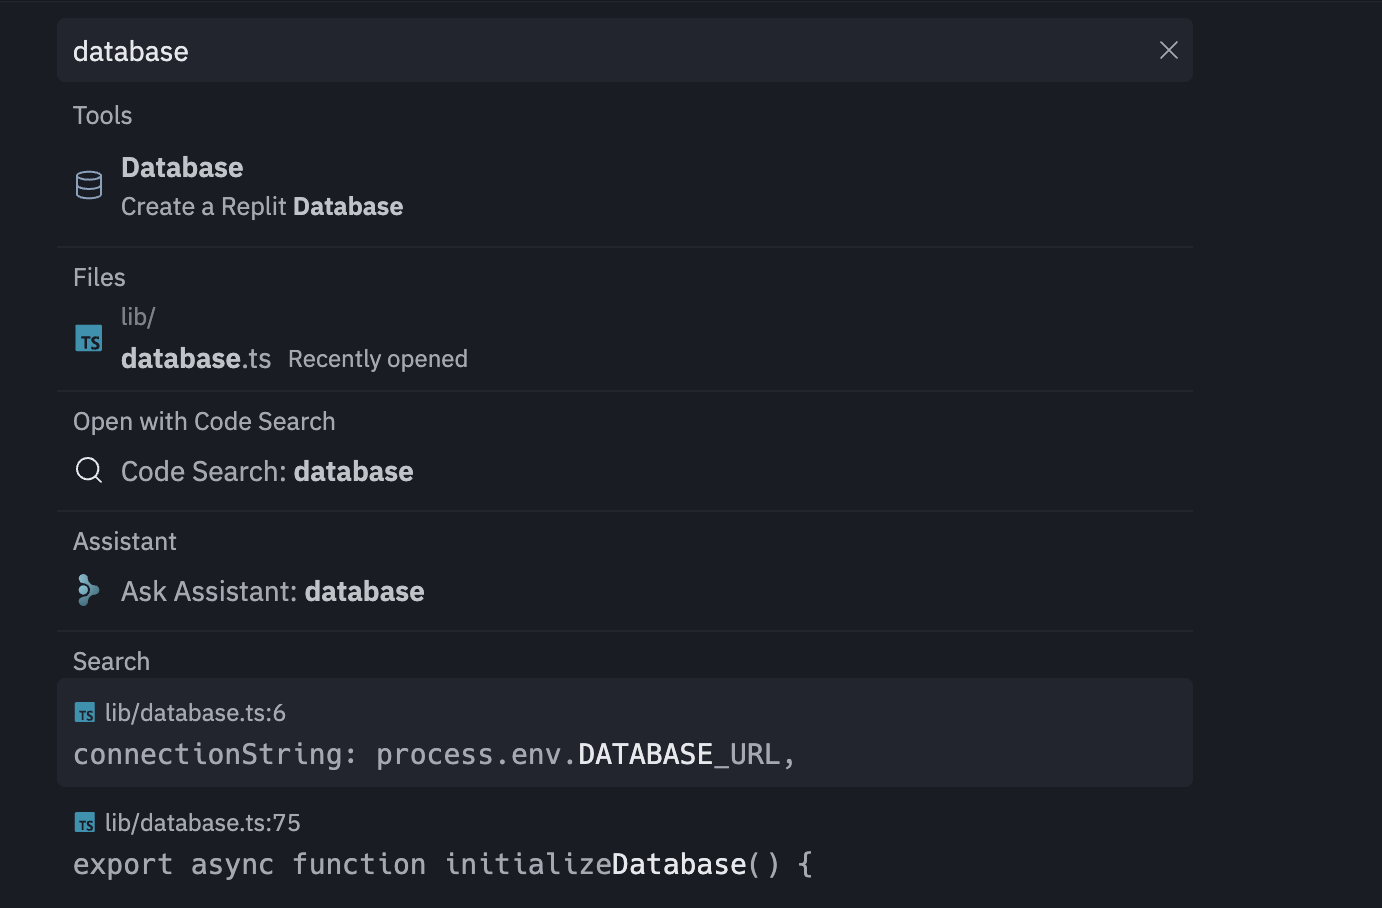 database
Tools
Database
Create a Replit Database
Files
lib/
TS
database.ts Recently opened
Open with Code Search
Code Search: database
Assistant
Ask Assistant: database
Search
TS lib/database.ts:6
connectionString: process.env.DATABASE_URL,
TS lib/database.ts:75
export async function initializeDatabase() {